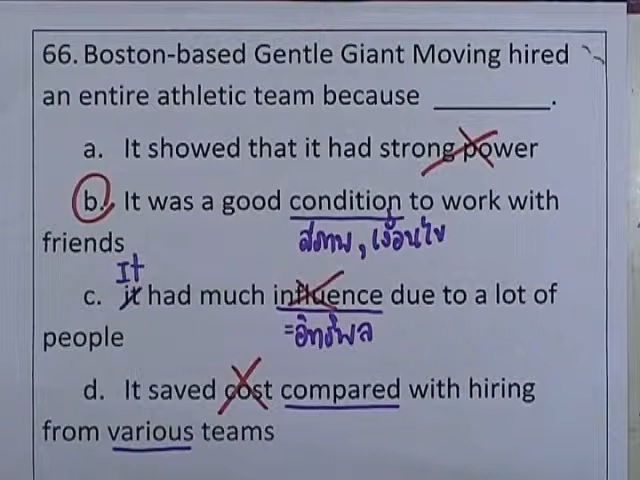 66. Boston-based Gentle Giant Moving hired
an entire athletic team because __________.
a. It showed that it had strong power
b. It was a good condition to work with
friends
สภาพ, เงื่อนไข
It
c. it had much influence due to a lot of
people
=อิทธิพล
d. It saved cost compared with hiring
from various teams